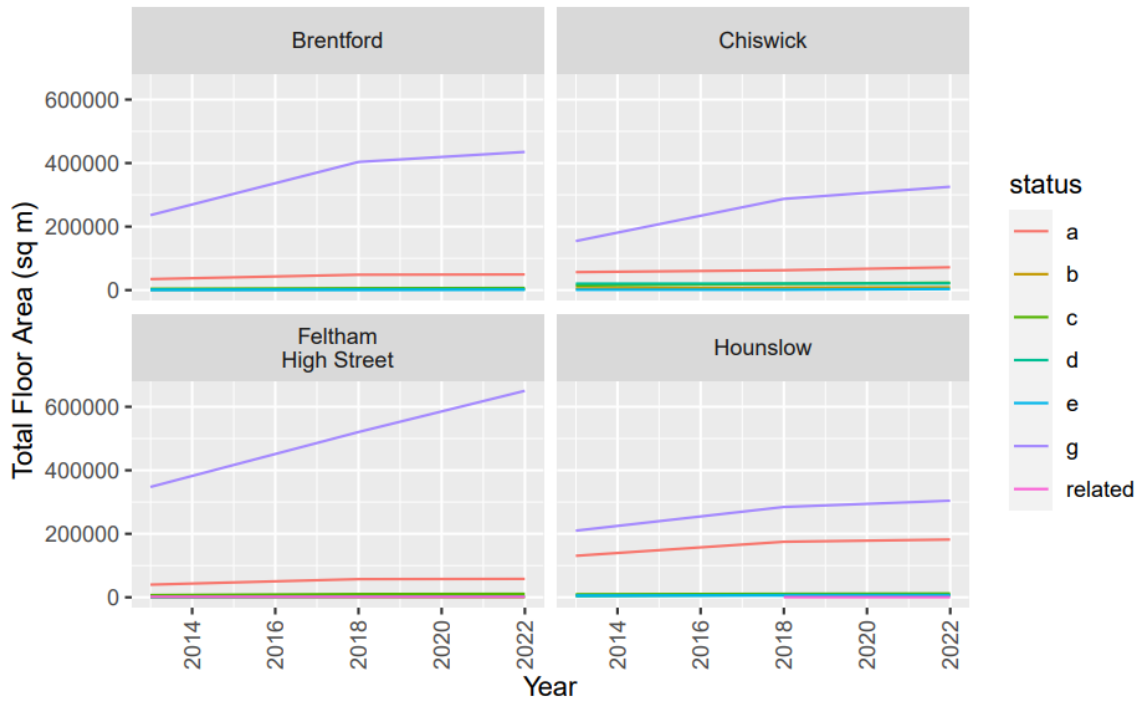 Brentford
Chiswick
600000
400000
200000
0
Feltham
High Street
Hounslow
600000
400000
200000
0
2014
2016
2018
2020
2022
2014
2016
2018
2020
2022
Total Floor Area (sq m)
Year
status
a
b
c
d
e
g
related